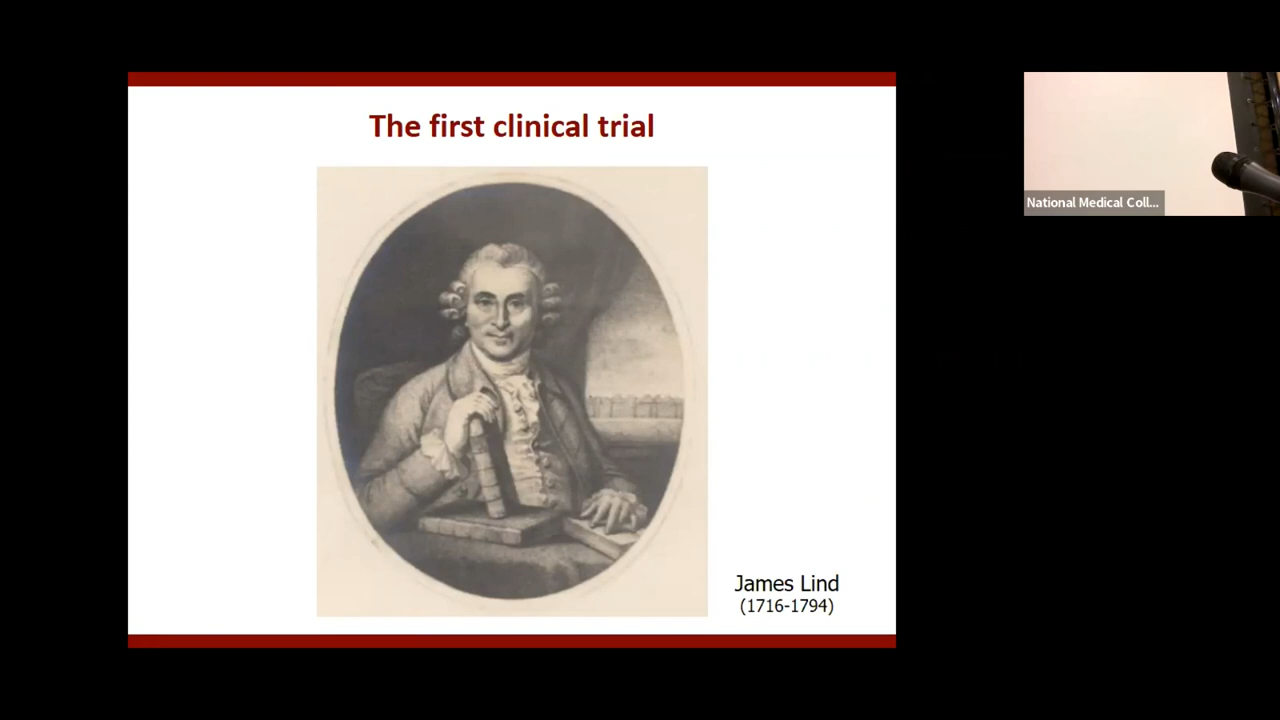 The first clinical trial
National Medical Coll...
James Lind
(1716-1794)